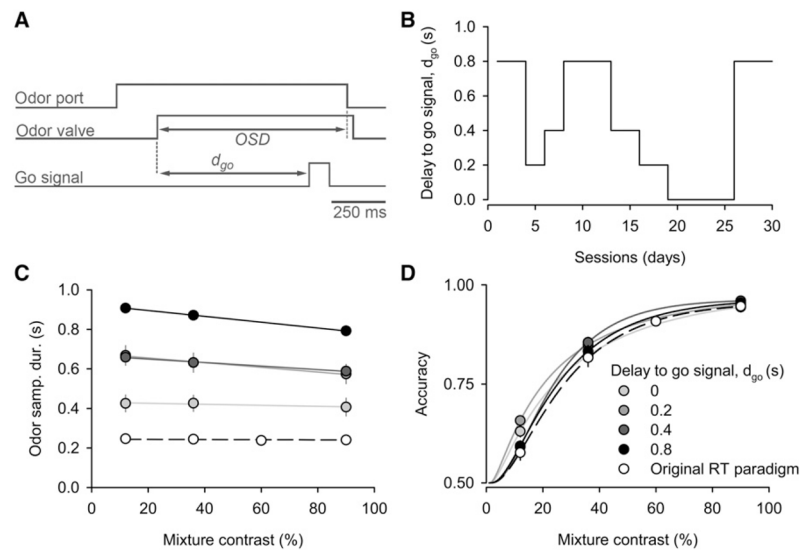 A
Odor port
Odor valve
OSD
dgo
Go signal
250 ms
B
Delay to go signal, dgo (s)
1.0
0.8
0.6
0.4
0.2
0.0
0 5 10 15 20 25 30
Sessions (days)
C
Odor samp. dur. (s)
1.0
0.8
0.6
0.4
0.2
0.0
0 20 40 60 80 100
Mixture contrast (%)
D
Accuracy
1.00
0.75
0.50
Delay to go signal, dgo (s)
0
0.2
0.4
0.8
Original RT paradigm
0 20 40 60 80 100
Mixture contrast (%)